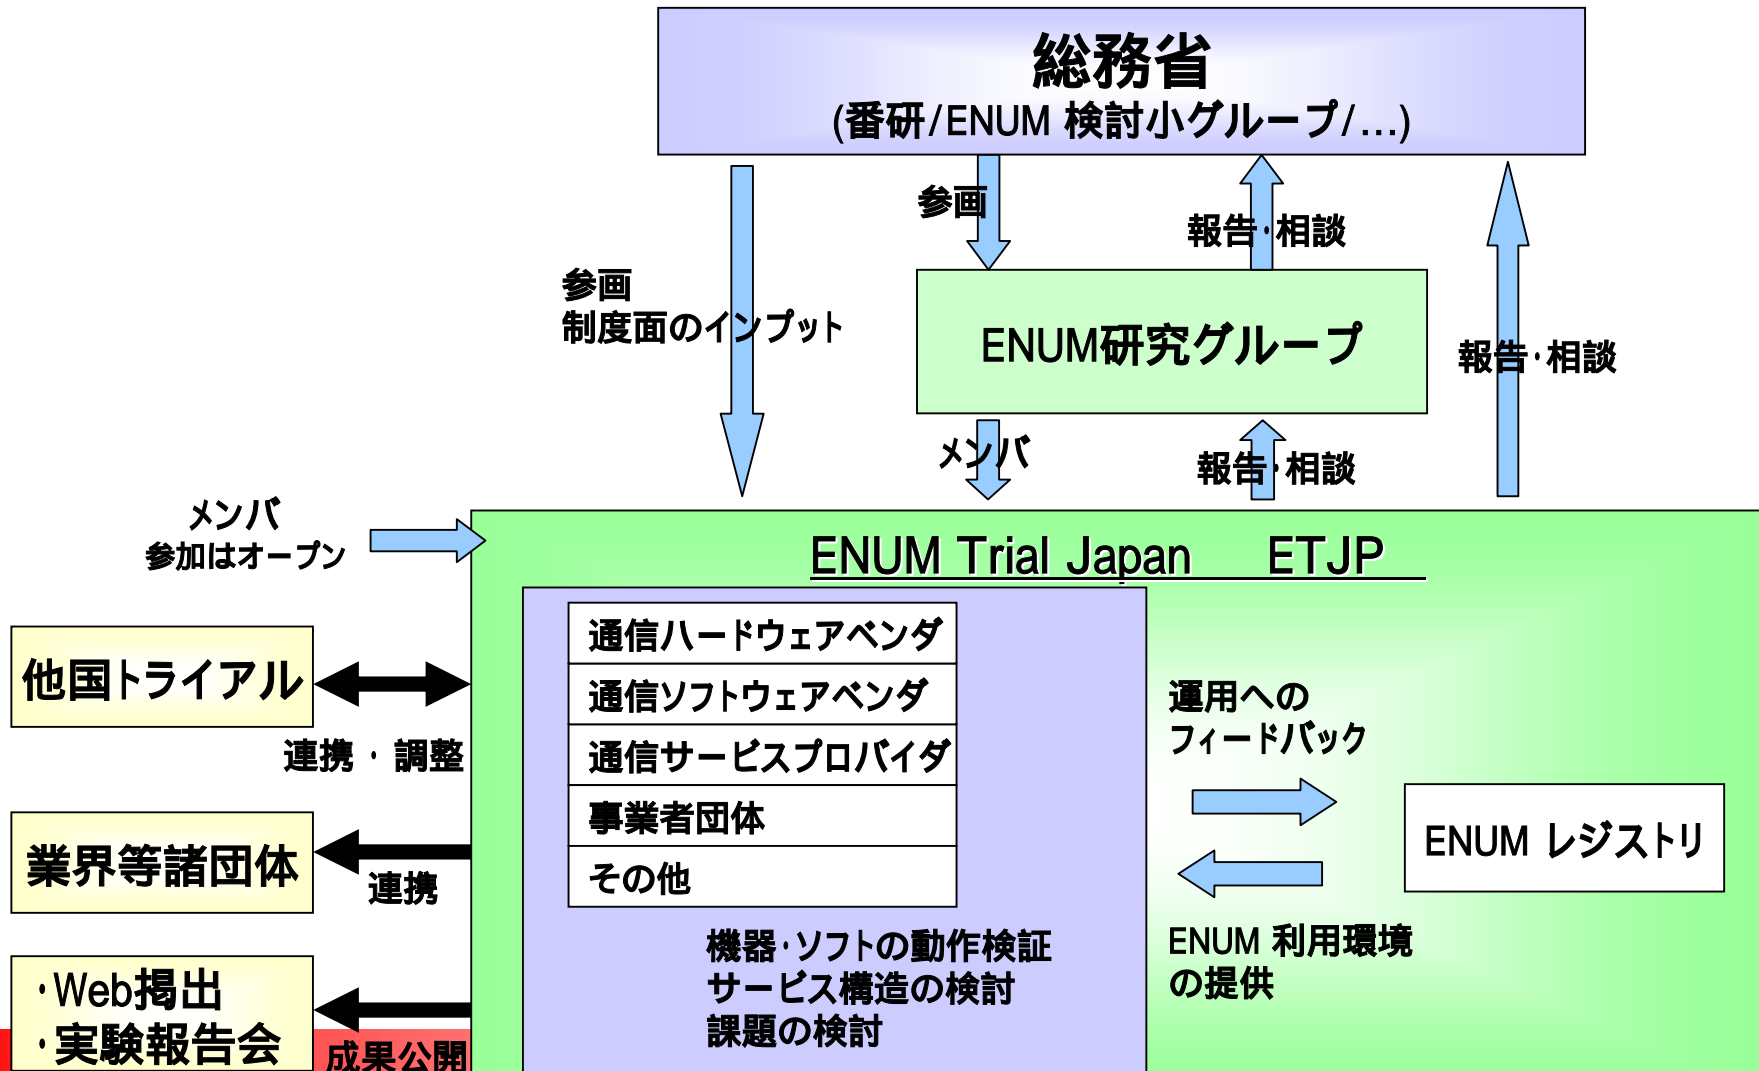 総務省
(番研/ENUM 検討小グループ/...)
参画
報告・相談
参画
制度面のインプット
ENUM研究グループ
報告・相談
メンバ
報告・相談
メンバ
参加はオープン
ENUM Trial Japan ETJP
通信ハードウェアベンダ
通信ソフトウェアベンダ
通信サービスプロバイダ
事業者団体
その他
機器・ソフトの動作検証
サービス構造の検討
課題の検討
運用への
フィードバック
ENUM レジストリ
ENUM 利用環境
の提供
他国トライアル
連携・調整
業界等諸団体
連携
・Web掲出
・実験報告会
成果公開